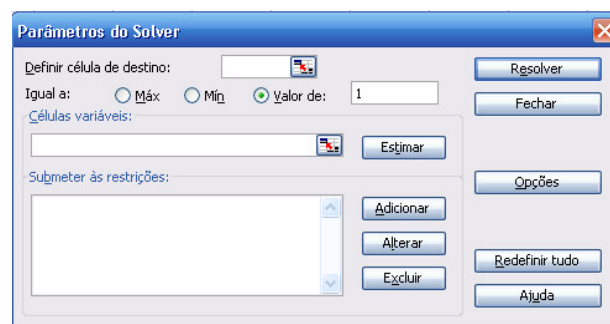 Parâmetros do Solver
Definir célula de destino:
Resolver
Igual a: Máx Mín Valor de: 1
Fechar
Células variáveis:
Estimar
Submeter às restrições:
Opções
Adicionar
Alterar
Redefinir tudo
Excluir
Ajuda